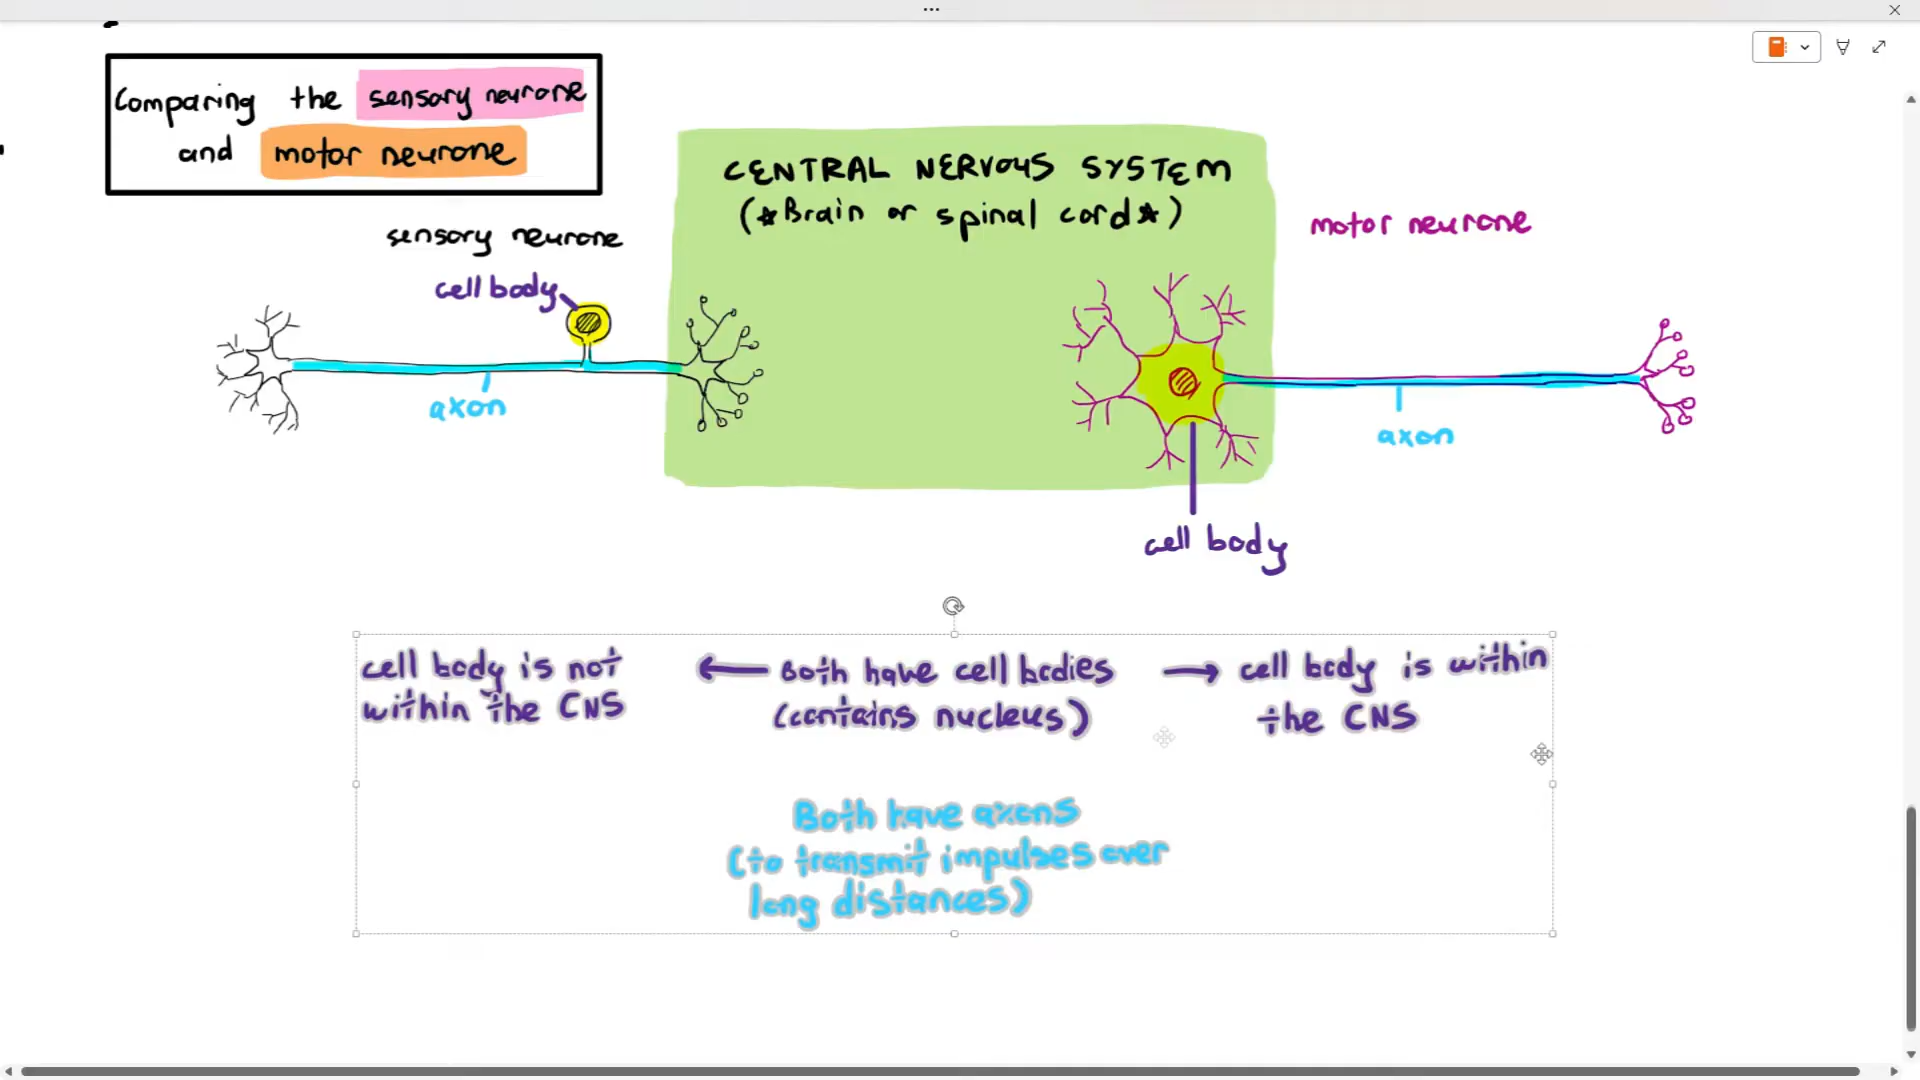 Comparing the sensory neurone
and motor neurone
CENTRAL NERVOUS SYSTEM
(*Brain or spinal cord*)
sensory neurone
motor neurone
cell body
axon
axon
cell body
cell body is not
within the CNS
Both have cell bodies
(contains nucleus)
cell body is within
the CNS
Both have axons
(to transmit impulses over
long distances)